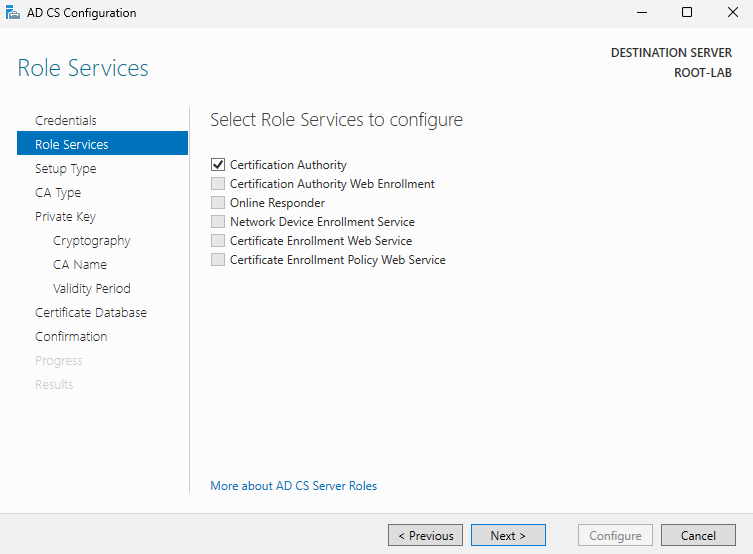 AD CS Configuration
Role Services
DESTINATION SERVER
ROOT-LAB
Credentials
Role Services
Setup Type
CA Type
Private Key
Cryptography
CA Name
Validity Period
Certificate Database
Confirmation
Progress
Results
Select Role Services to configure
Certification Authority
Certification Authority Web Enrollment
Online Responder
Network Device Enrollment Service
Certificate Enrollment Web Service
Certificate Enrollment Policy Web Service
More about AD CS Server Roles
< Previous
Next >
Configure
Cancel